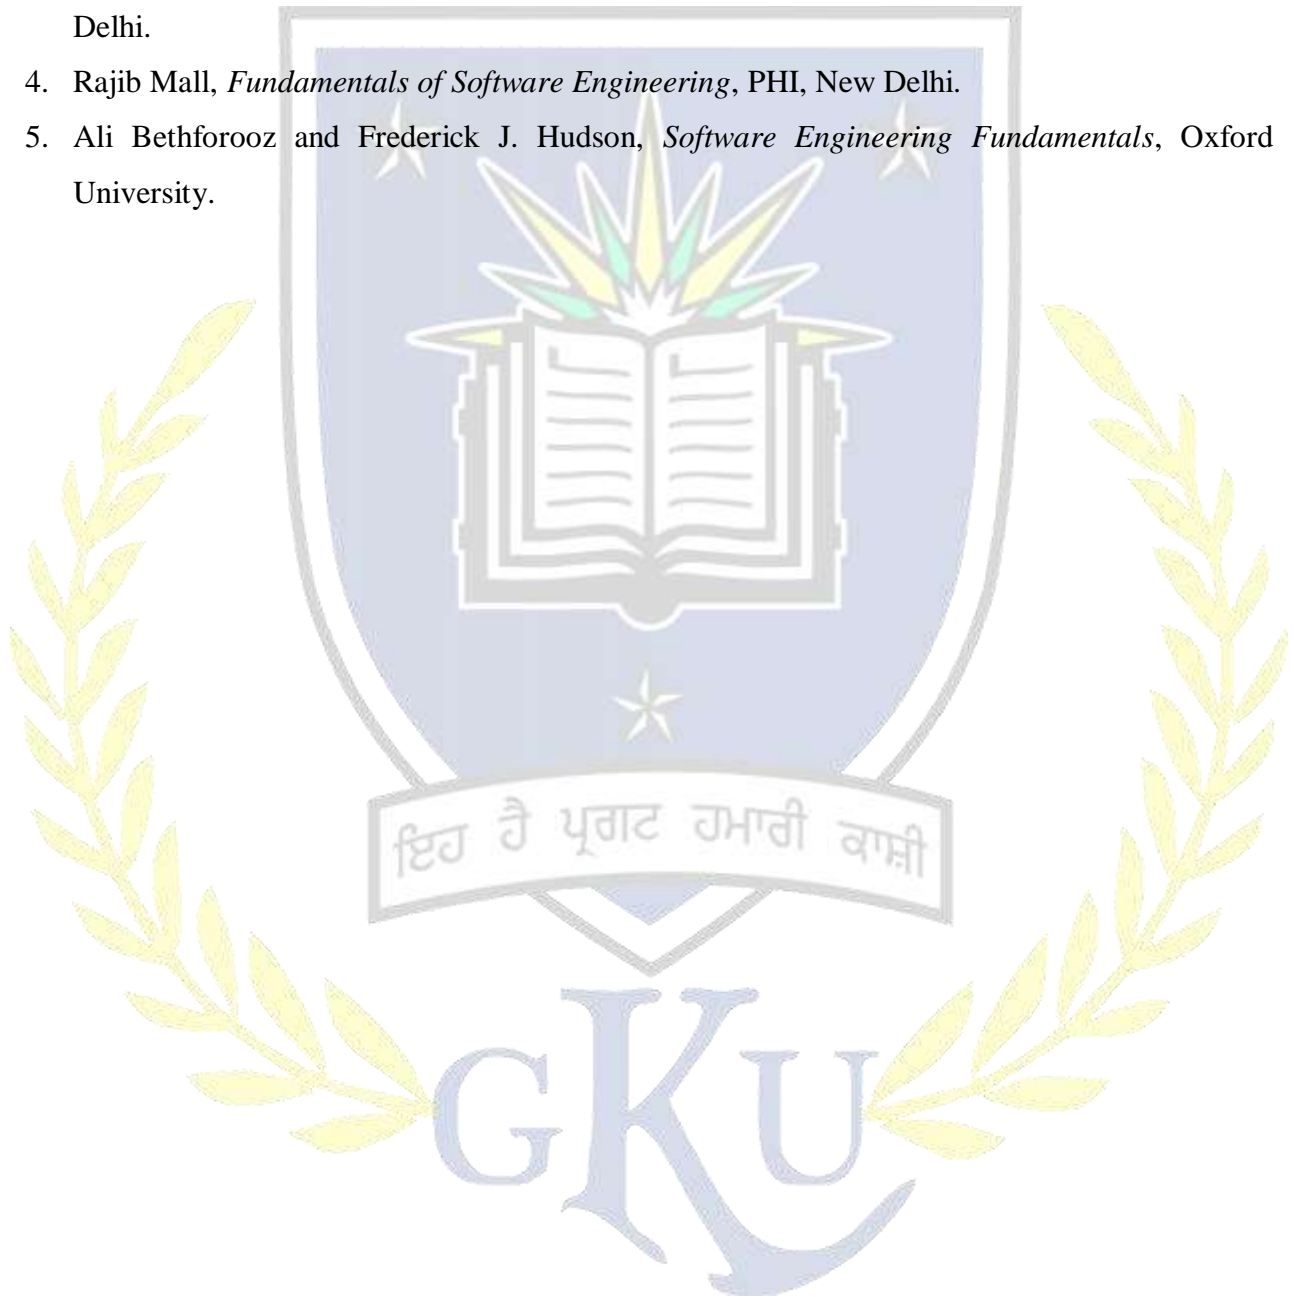 Delhi.
4. Rajib Mall, Fundamentals of Software Engineering, PHI, New Delhi.
5. Ali Bethforooz and Frederick J. Hudson, Software Engineering Fundamentals, Oxford
University.
ਇਹ ਹੈ ਪ੍ਰਗਟ ਹਮਾਰੀ ਕਾਸ਼ੀ
GKU